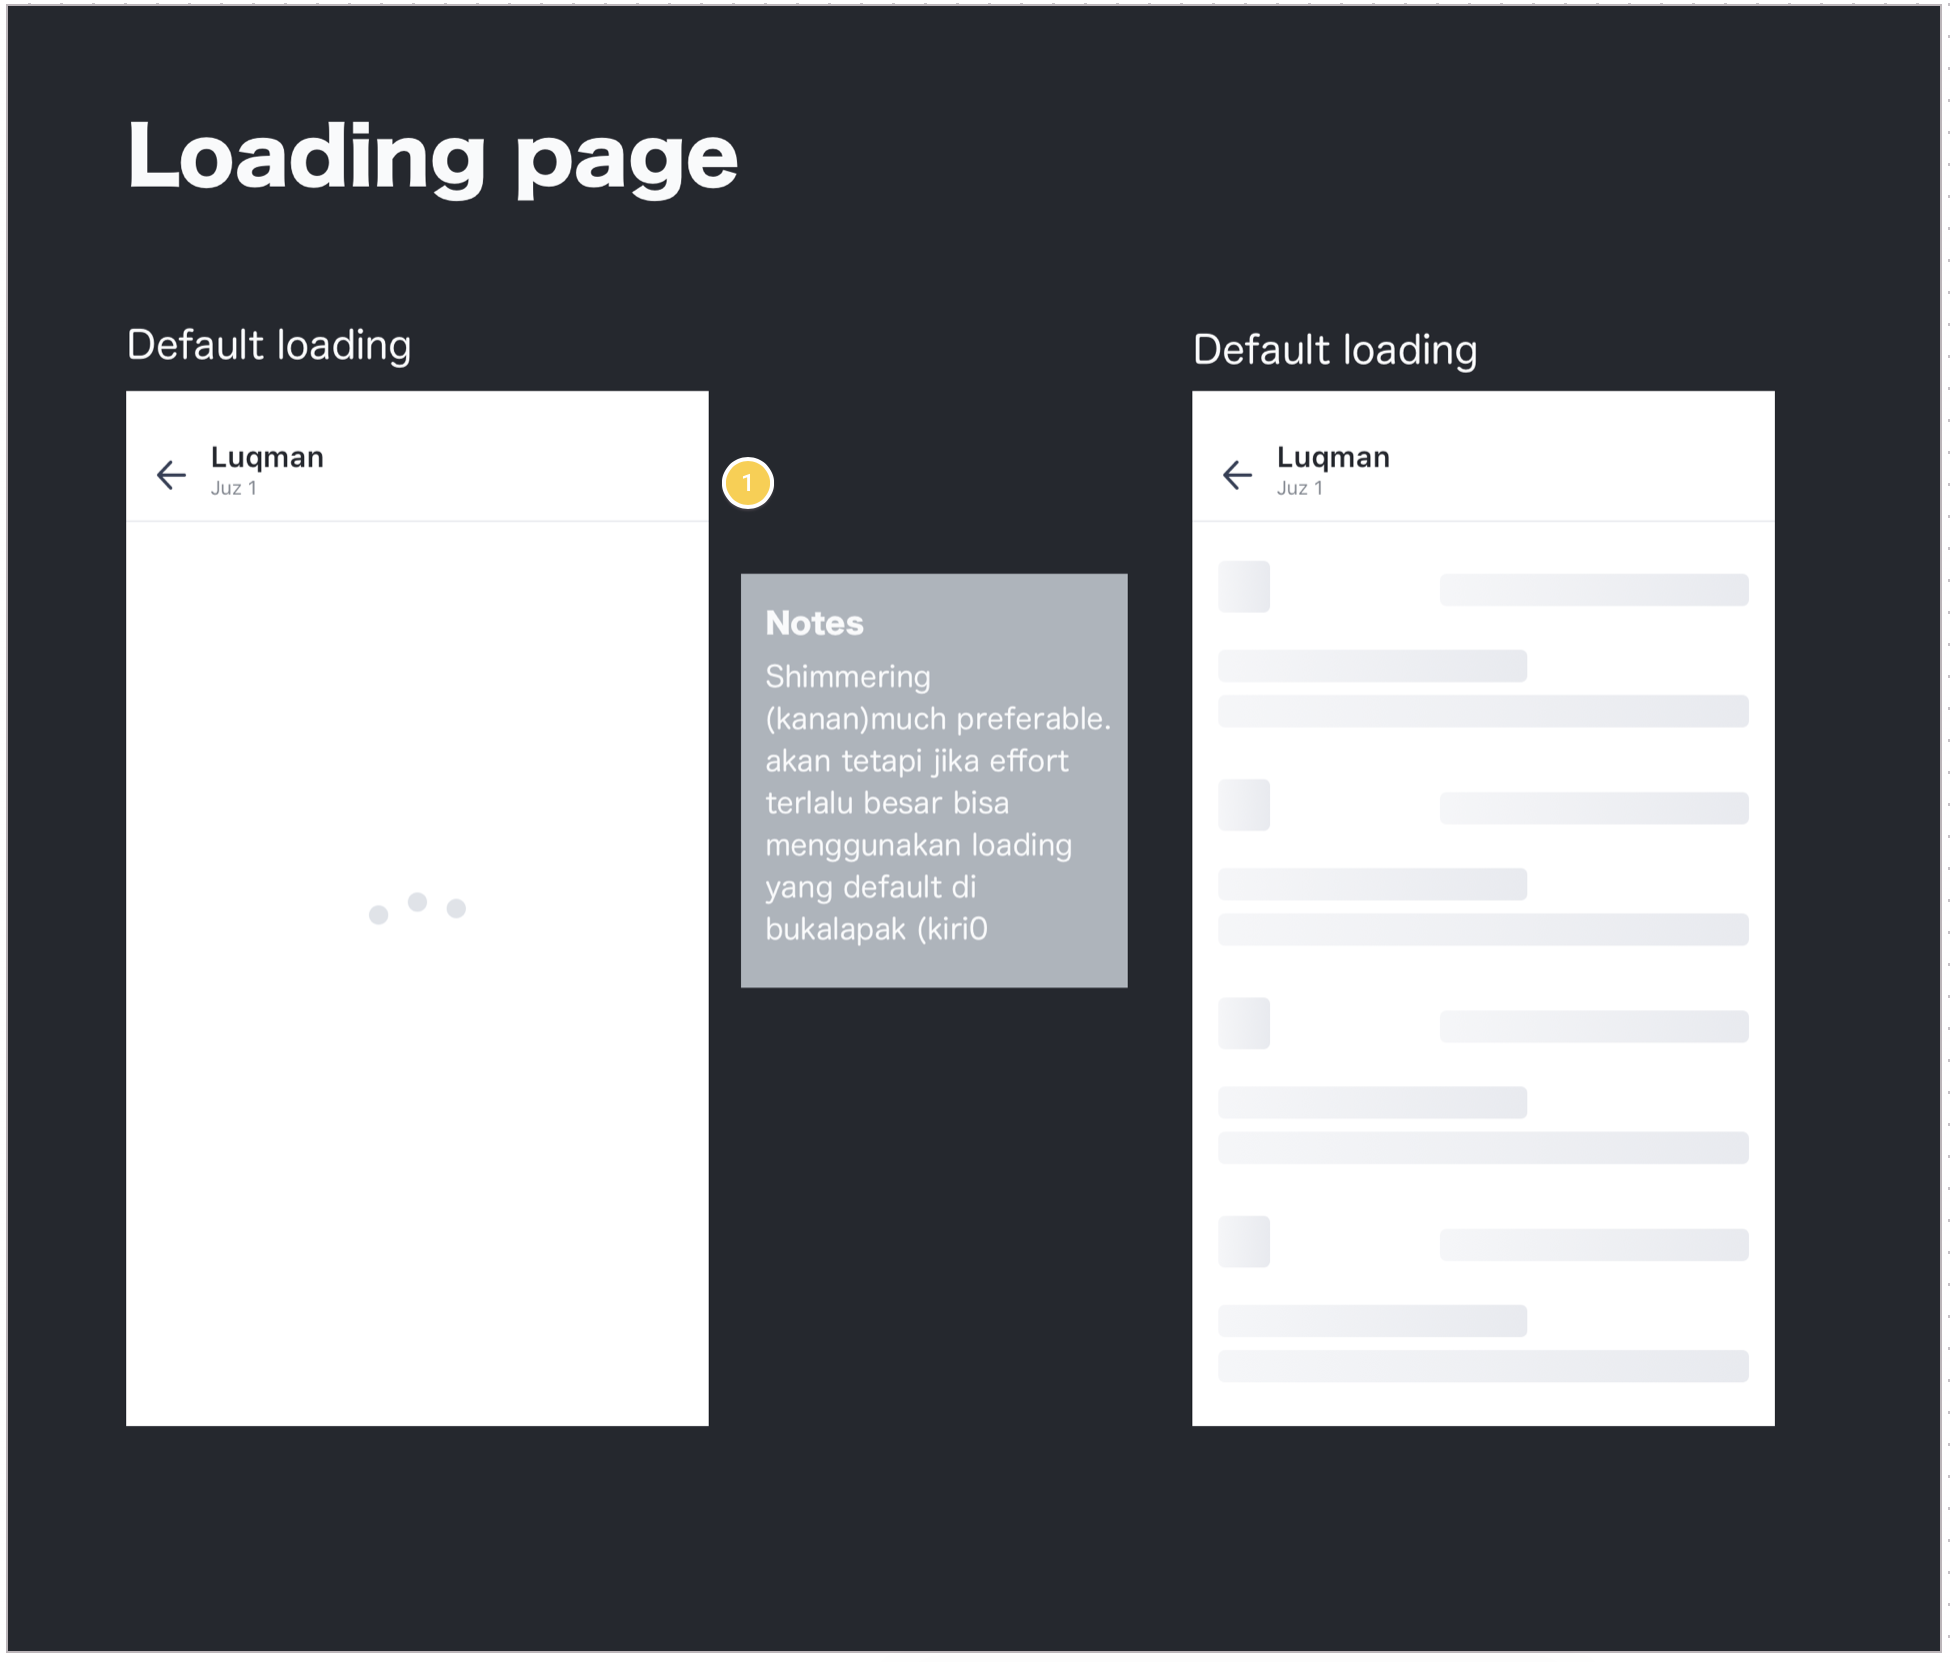 Loading page
Default loading
Luqman
Juz 1
1
Notes
Shimmering
(kanan)much preferable.
akan tetapi jika effort
terlalu besar bisa
menggunakan loading
yang default di
bukalapak (kiri0
Default loading
Luqman
Juz 1